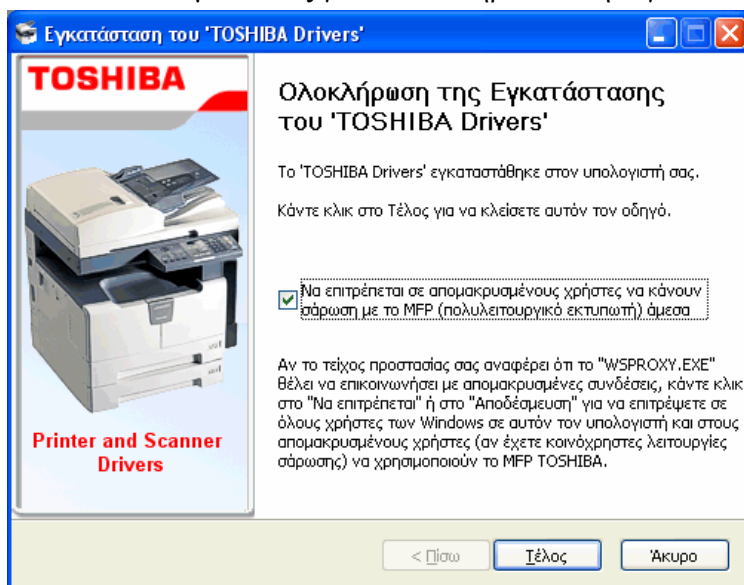 Εγκατάσταση του 'TOSHIBA Drivers'
TOSHIBA
Ολοκλήρωση της Εγκατάστασης
του 'TOSHIBA Drivers'
Το 'TOSHIBA Drivers' εγκαταστάθηκε στον υπολογιστή σας.
Κάντε κλικ στο Τέλος για να κλείσετε αυτόν τον οδηγό.
Να επιτρέπεται σε απομακρυσμένους χρήστες να κάνουν
σάρωση με το MFP (πολυλειτουργικό εκτυπωτή) άμεσα
Αν το τείχος προστασίας σας αναφέρει ότι το "WSPROXY.EXE"
θέλει να επικοινωνήσει με απομακρυσμένες συνδέσεις, κάντε κλικ
στο "Να επιτρέπεται" ή στο "Αποδέσμευση" για να επιτρέψετε σε
όλους χρήστες των Windows σε αυτόν τον υπολογιστή και στους
απομακρυσμένους χρήστες (αν έχετε κοινόχρηστες λειτουργίες
σάρωσης) να χρησιμοποιούν το MFP TOSHIBA.
Printer and Scanner
Drivers
< Πίσω
Τέλος
Άκυρο